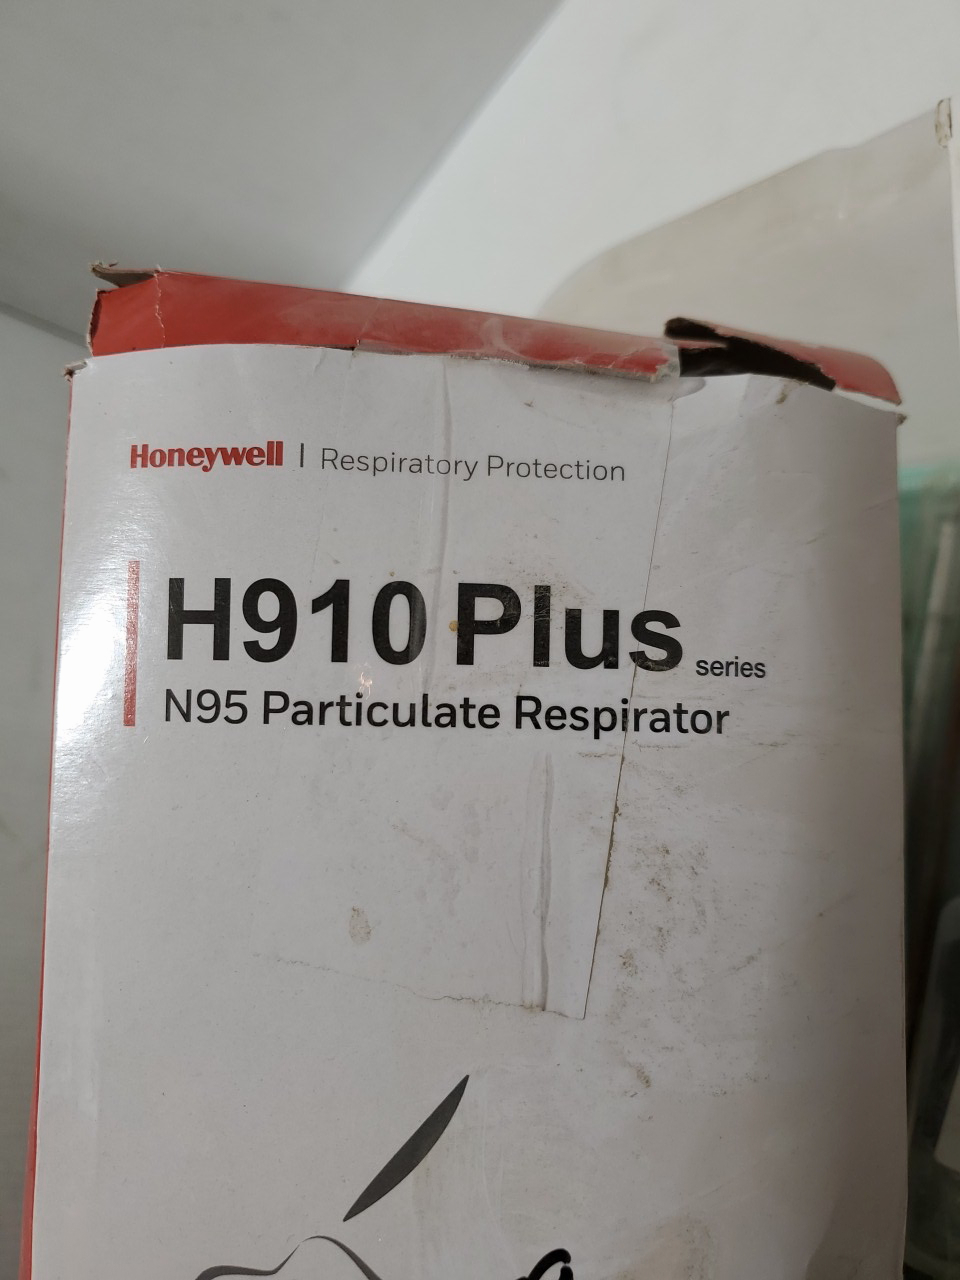 Honeywell | Respiratory Protection
H910 Plus series
N95 Particulate Respirator